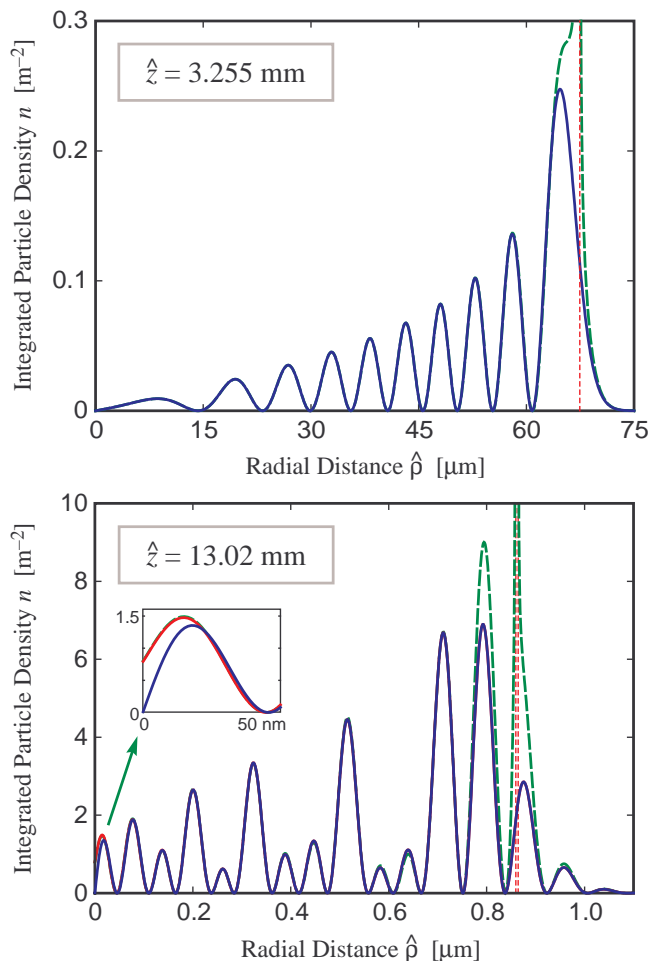 0.3
0.2
0.1
0
Integrated Particle Density n [m⁻²]
ẑ = 3.255 mm
0 15 30 45 60 75
Radial Distance ρ̂ [μm]
10
8
6
4
2
0
Integrated Particle Density n [m⁻²]
ẑ = 13.02 mm
1.5
0
0 50 nm
0 0.2 0.4 0.6 0.8 1.0
Radial Distance ρ̂ [μm]